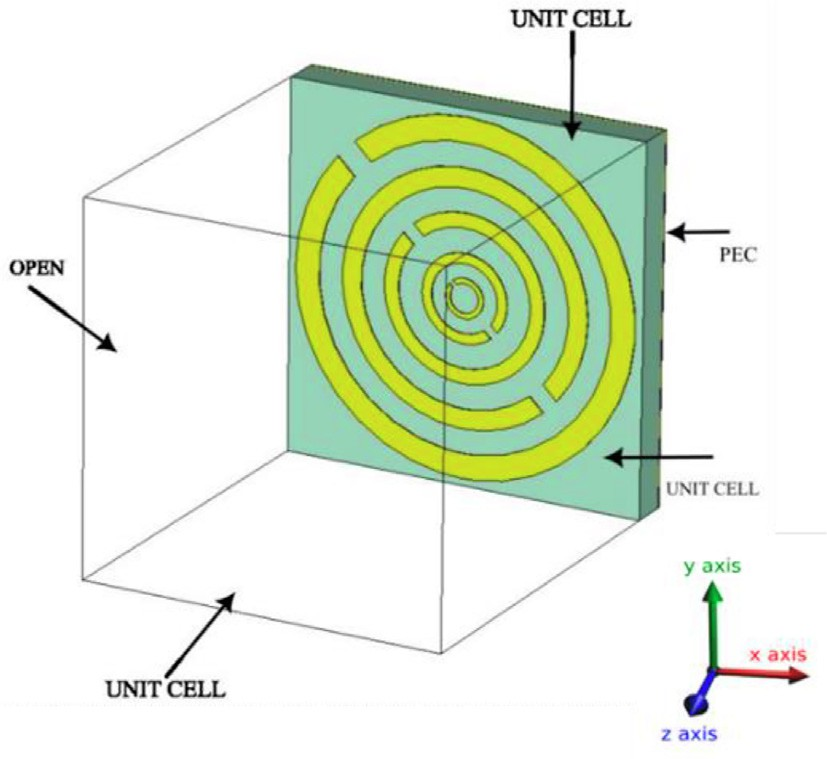 UNIT CELL
PEC
OPEN
UNIT CELL
y axis
x axis
UNIT CELL
z axis